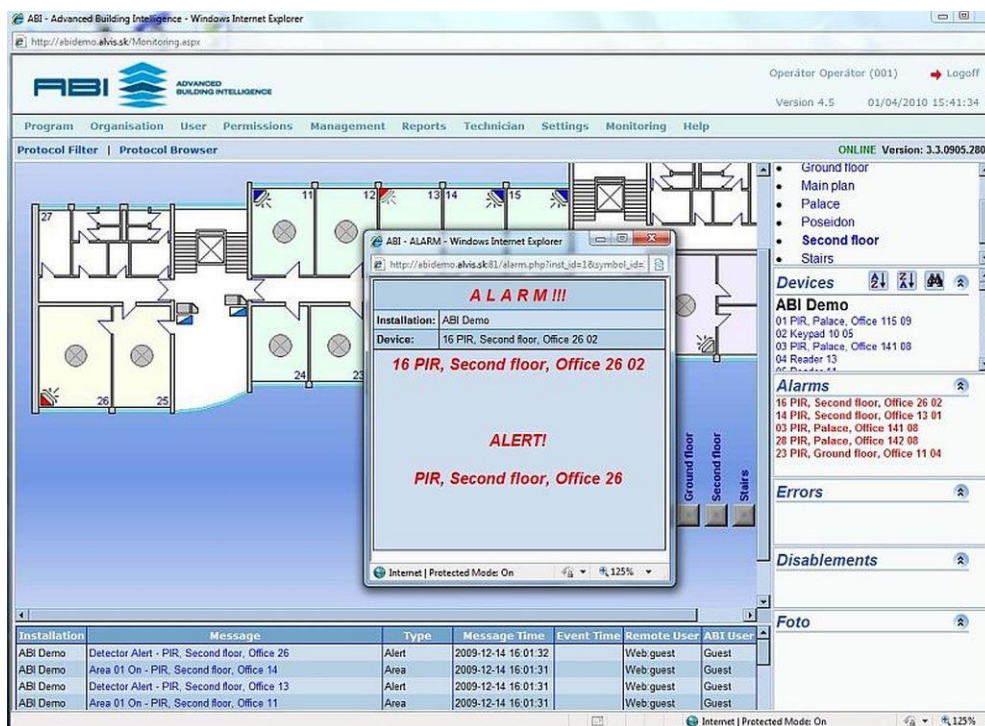 ABI - Advanced Building Intelligence - Windows Internet Explorer
http://abidemo.alvis.sk/Monitoring.aspx
ABI ADVANCED BUILDING INTELLIGENCE
Operátor Operátor (001) Logoff
Version 4.5 01/04/2010 15:41:34
Program Organisation User Permissions Management Reports Technician Settings Monitoring Help
Protocol Filter | Protocol Browser
ONLINE Version: 3.3.0905.280
27
11
12
13
14
15
24
23
26
25
Ground floor
Second floor
Stairs
ABI - ALARM - Windows Internet Explorer
http://abidemo.alvis.sk:81/alarm.php?inst_id=1&symbol_id=
A L A R M !!!
Installation: ABI Demo
Device: 16 PIR, Second floor, Office 26 02
16 PIR, Second floor, Office 26 02
ALERT!
PIR, Second floor, Office 26
Internet | Protected Mode: On 125%
Ground floor
Main plan
Palace
Poseidon
Second floor
Stairs
Devices
ABI Demo
01 PIR, Palace, Office 115 09
02 Keypad 10 05
03 PIR, Palace, Office 141 08
04 Reader 13
Alarms
16 PIR, Second floor, Office 26 02
14 PIR, Second floor, Office 13 01
03 PIR, Palace, Office 141 08
28 PIR, Palace, Office 142 08
23 PIR, Ground floor, Office 11 04
Errors
Disablements
Foto
Installation Message Type Message Time Event Time Remote User ABI User
ABI Demo Detector Alert - PIR, Second floor, Office 26 Alert 2009-12-14 16:01:32 Web:guest Guest
ABI Demo Area 01 On - PIR, Second floor, Office 14 Area 2009-12-14 16:01:31 Web:guest Guest
ABI Demo Detector Alert - PIR, Second floor, Office 13 Alert 2009-12-14 16:01:31 Web:guest Guest
ABI Demo Area 01 On - PIR, Second floor, Office 11 Area 2009-12-14 16:01:31 Web:guest Guest
Internet | Protected Mode: On 125%